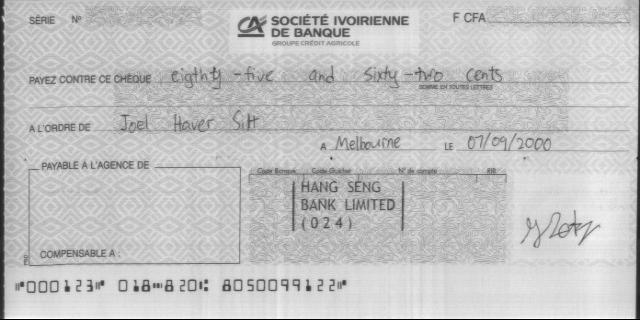 SÉRIE N° SOCIÉTÉ IVOIRIENNE F CFA
DE BANQUE
GROUPE CRÉDIT AGRICOLE
PAYEZ CONTRE CE CHÈQUE eighty-five and sixty-two cents
SOMME EN TOUTES LETTRES
A L'ORDRE DE Joel Haver Sitt
A Melbourne LE 07/09/2000
PAYABLE À L'AGENCE DE
Code Banque Code Guichet N° de compte RIB
HANG SENG
BANK LIMITED
(024)
COMPENSABLE A :
⑈000123⑈ 018⑉820⑆ 8050099122⑈